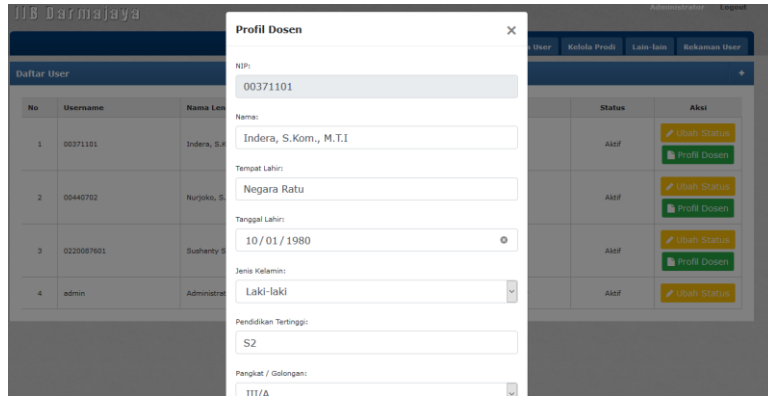 IIB Darmajaya
Administrator Logout
User Kelola Prodi Lain-lain Rekaman User
Daftar User +
No Username Nama Status Aksi
1 00371101 Indera, Aktif Ubah Status
Profil Dosen
2 00440702 Nurjoko, Aktif Ubah Status
Profil Dosen
3 0220087601 Sushanty Aktif Ubah Status
Profil Dosen
4 admin Aktif Ubah Status
Profil Dosen ×
NIP:
00371101
Nama:
Indera, S.Kom., M.T.I
Tempat Lahir:
Negara Ratu
Tanggal Lahir:
10/01/1980
Jenis Kelamin:
Laki-laki
Pendidikan Tertinggi:
S2
Pangkat / Golongan:
III/A